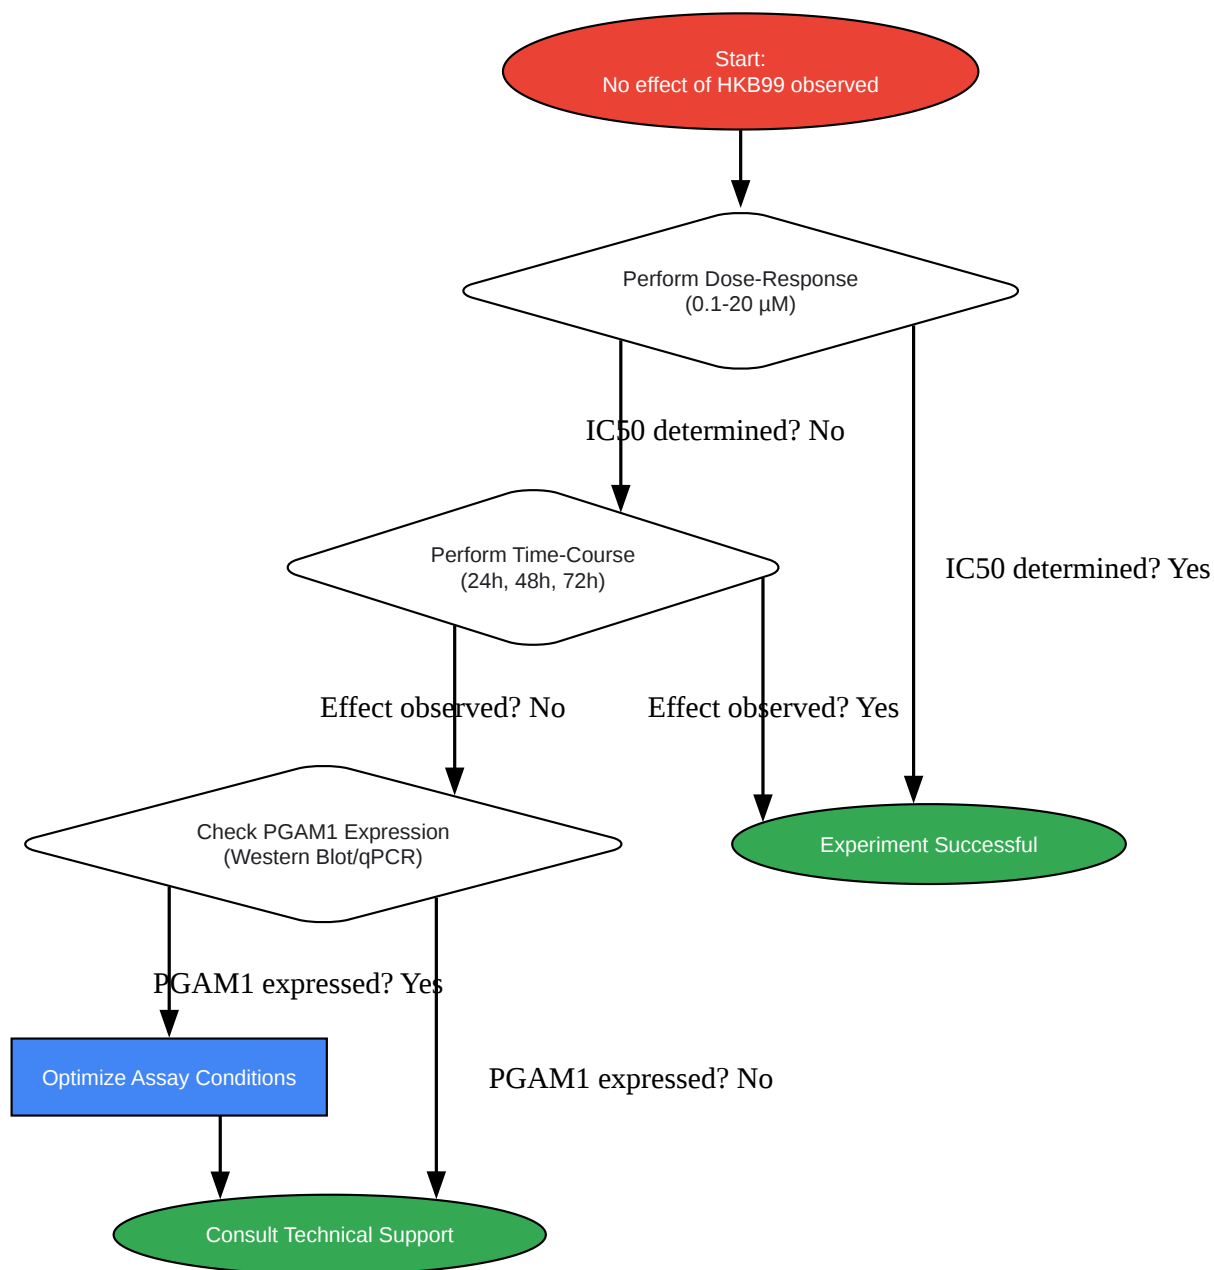 Start:
No effect of HKB99 observed
Perform Dose-Response
(0.1-20 µM)
IC50 determined? No
Perform Time-Course
(24h, 48h, 72h)
IC50 determined? Yes
Effect observed? No
Effect observed? Yes
Check PGAM1 Expression
(Western Blot/qPCR)
Experiment Successful
PGAM1 expressed? Yes
Optimize Assay Conditions
PGAM1 expressed? No
Consult Technical Support